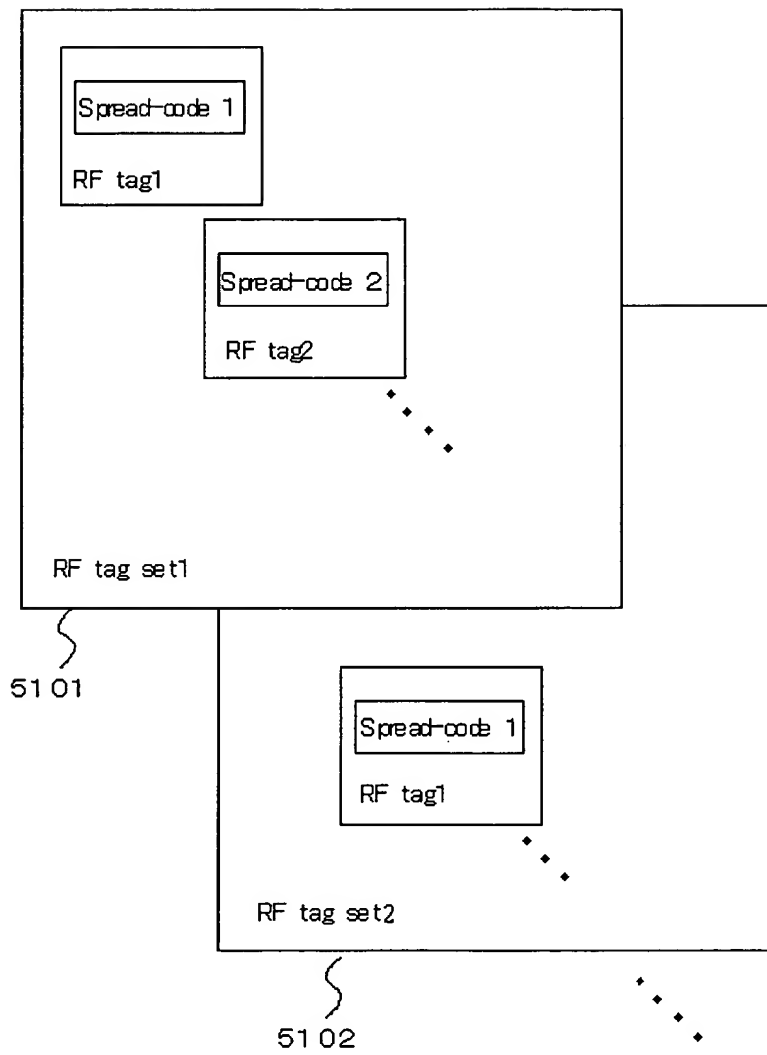 Spread-code 1
RF tag1
Spread-code 2
RF tag2
RF tag set1
5101
Spread-code 1
RF tag1
RF tag set2
5102